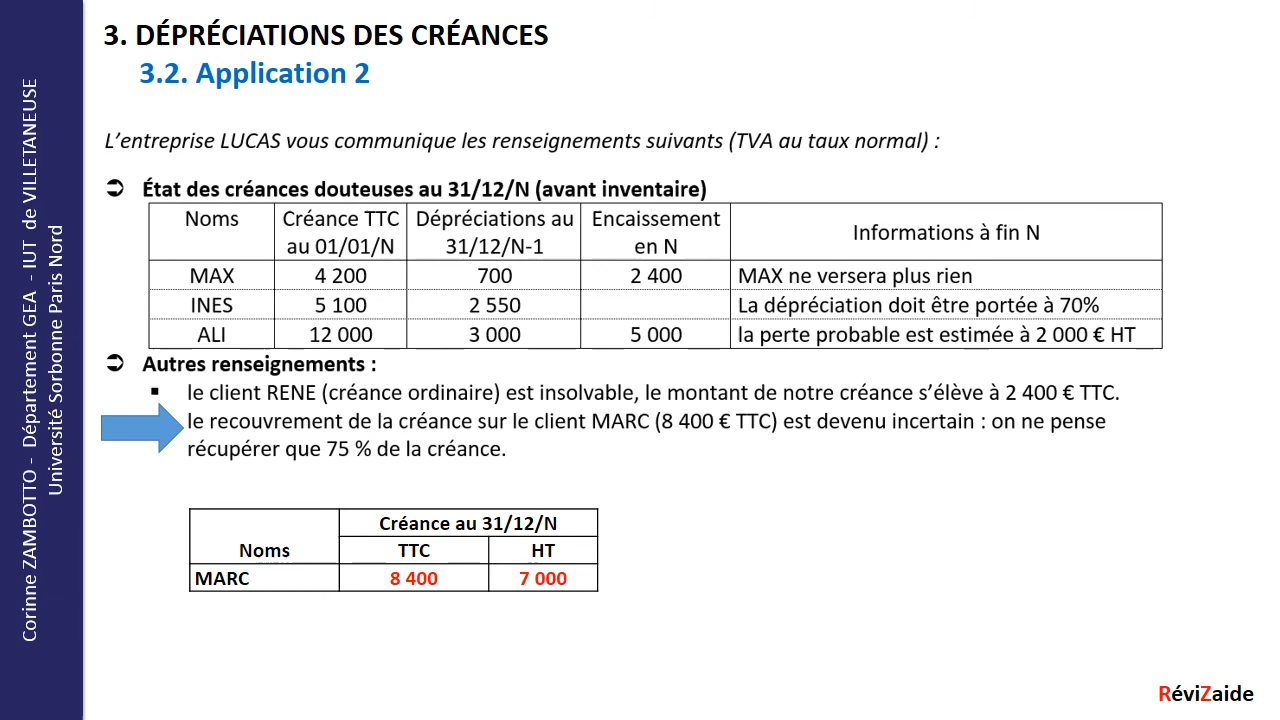 3. DÉPRÉCIATIONS DES CRÉANCES
3.2. Application 2
Corinne ZAMBOTTO - Département GEA - IUT de VILLETANEUSE
Université Sorbonne Paris Nord
L'entreprise LUCAS vous communique les renseignements suivants (TVA au taux normal) :
➲ État des créances douteuses au 31/12/N (avant inventaire)
Noms Créance TTC au 01/01/N Dépréciations au 31/12/N-1 Encaissement en N Informations à fin N
MAX 4 200 700 2 400 MAX ne versera plus rien
INES 5 100 2 550 La dépréciation doit être portée à 70%
ALI 12 000 3 000 5 000 la perte probable est estimée à 2 000 € HT
➲ Autres renseignements :
▪ le client RENE (créance ordinaire) est insolvable, le montant de notre créance s'élève à 2 400 € TTC.
le recouvrement de la créance sur le client MARC (8 400 € TTC) est devenu incertain : on ne pense
récupérer que 75 % de la créance.
Créance au 31/12/N
Noms TTC HT
MARC 8 400 7 000
RéviZaide